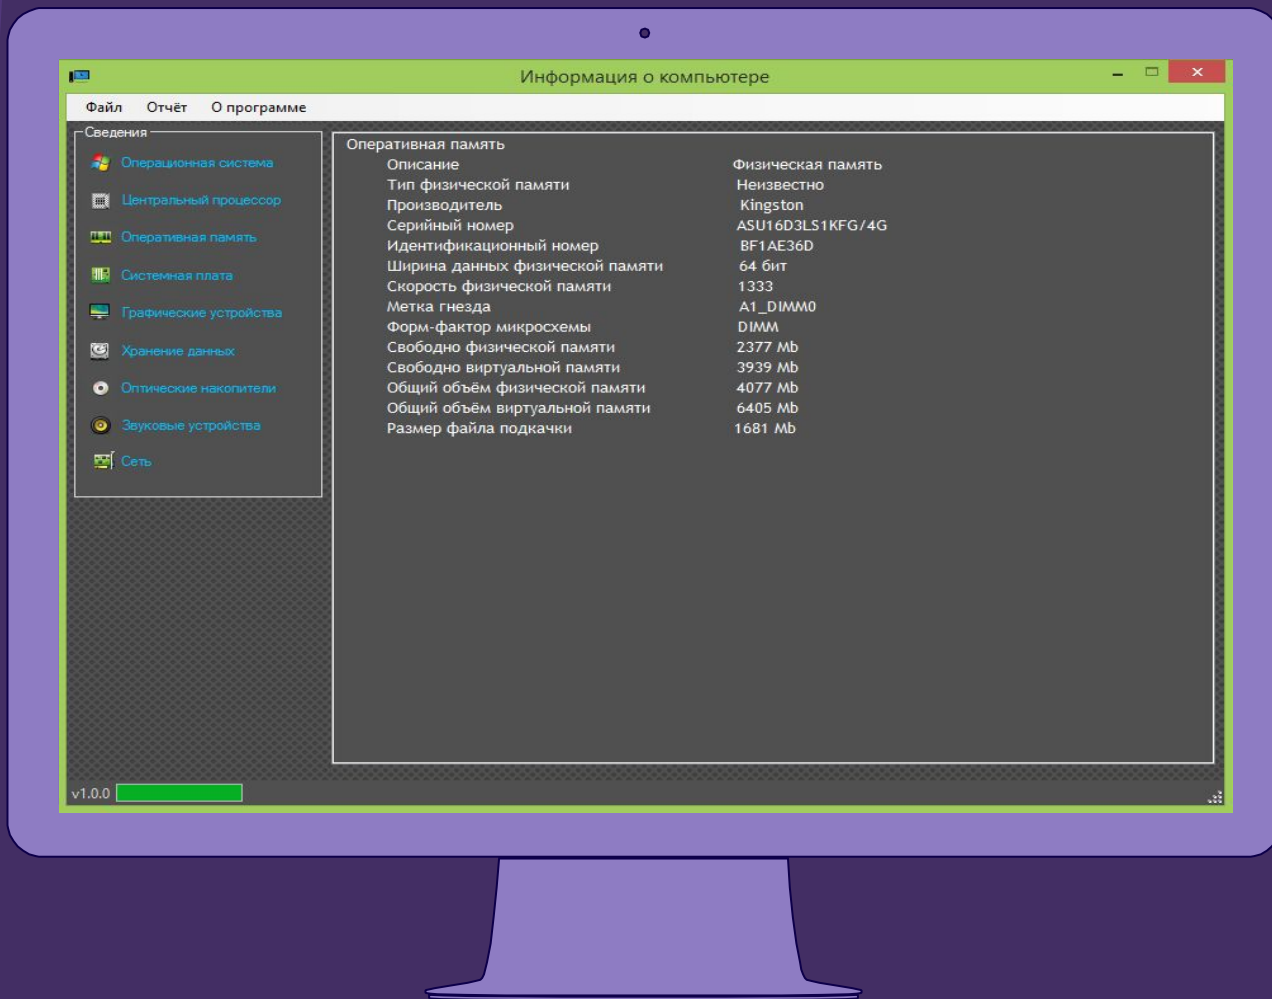 Информация о компьютере
Файл Отчёт О программе
Сведения
Операционная система
Центральный процессор
Оперативная память
Системная плата
Графические устройства
Хранение данных
Оптические накопители
Звуковые устройства
Сеть
Оперативная память
Описание Физическая память
Тип физической памяти Неизвестно
Производитель Kingston
Серийный номер ASU16D3LS1KFG/4G
Идентификационный номер BF1AE36D
Ширина данных физической памяти 64 бит
Скорость физической памяти 1333
Метка гнезда A1_DIMM0
Форм-фактор микросхемы DIMM
Свободно физической памяти 2377 Mb
Свободно виртуальной памяти 3939 Mb
Общий объём физической памяти 4077 Mb
Общий объём виртуальной памяти 6405 Mb
Размер файла подкачки 1681 Mb
v1.0.0